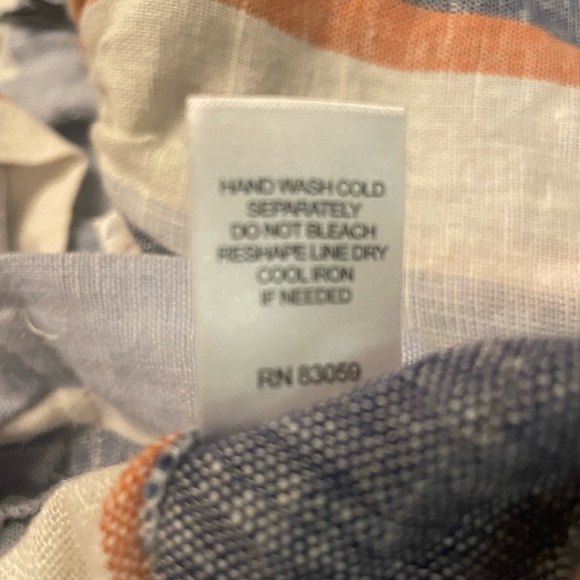 HAND WASH COLD
SEPARATELY
DO NOT BLEACH
RESHAPE LINE DRY
COOL IRON
IF NEEDED
RN 83059